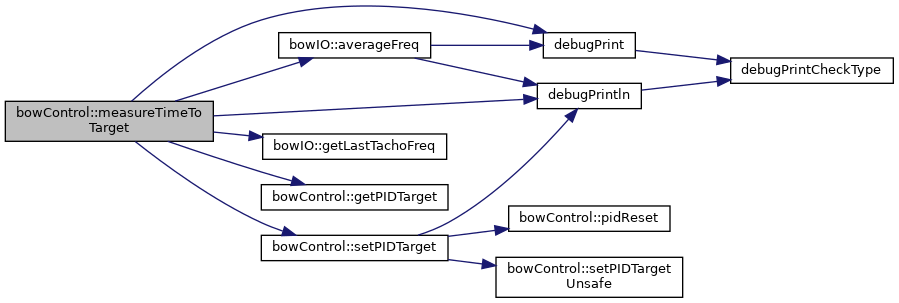 bowControl::measureTimeTo
Target
bowIO::averageFreq
debugPrint
debugPrintCheckType
debugPrintln
bowIO::getLastTachoFreq
bowControl::getPIDTarget
bowControl::setPIDTarget
bowControl::pidReset
bowControl::setPIDTarget
Unsafe